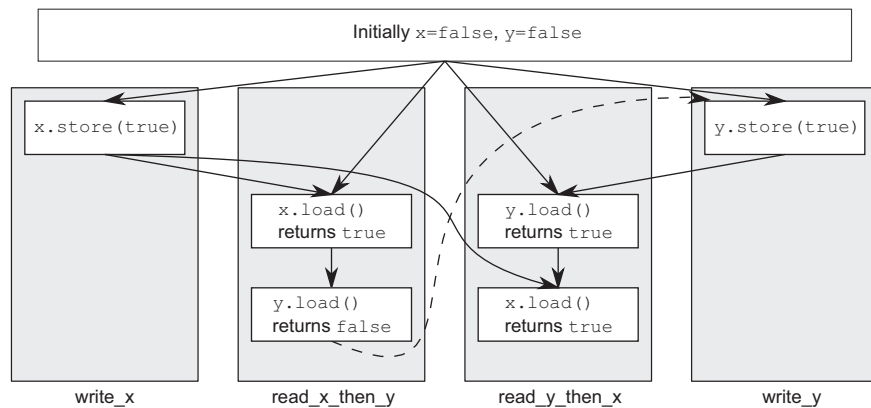 Initially x=false, y=false
x.store(true)
y.store(true)
x.load()
returns true
y.load()
returns true
y.load()
returns false
x.load()
returns true
write_x
read_x_then_y
read_y_then_x
write_y